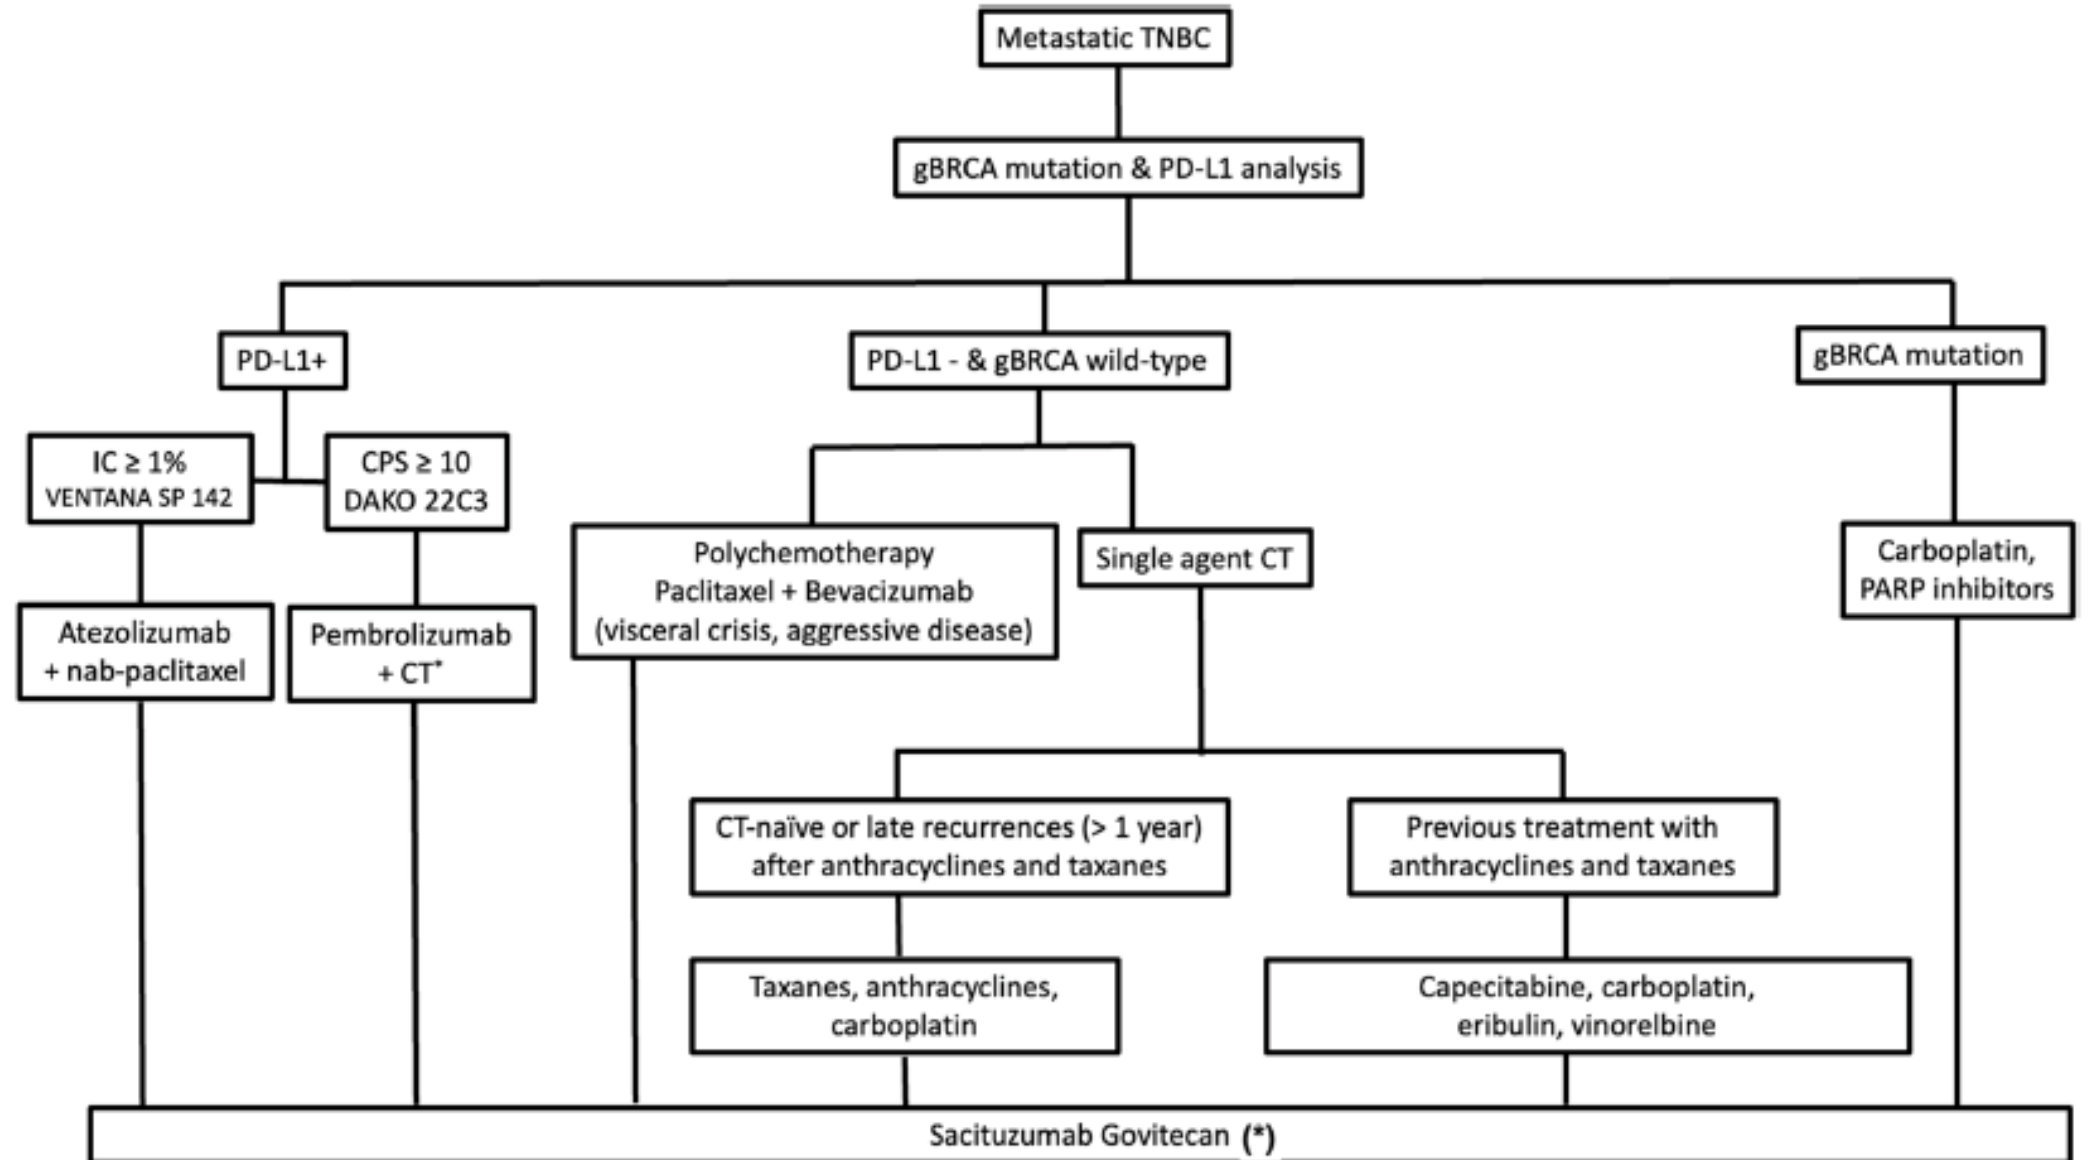 Metastatic TNBC
gBRCA mutation & PD-L1 analysis
PD-L1+
PD-L1 - & gBRCA wild-type
gBRCA mutation
IC ≥ 1%
VENTANA SP 142
CPS ≥ 10
DAKO 22C3
Polychemotherapy
Paclitaxel + Bevacizumab
(visceral crisis, aggressive disease)
Single agent CT
Carboplatin,
PARP inhibitors
Atezolizumab
+ nab-paclitaxel
Pembrolizumab
+ CT*
CT-naïve or late recurrences (> 1 year)
after anthracyclines and taxanes
Previous treatment with
anthracyclines and taxanes
Taxanes, anthracyclines,
carboplatin
Capecitabine, carboplatin,
eribulin, vinorelbine
Sacituzumab Govitecan (*)